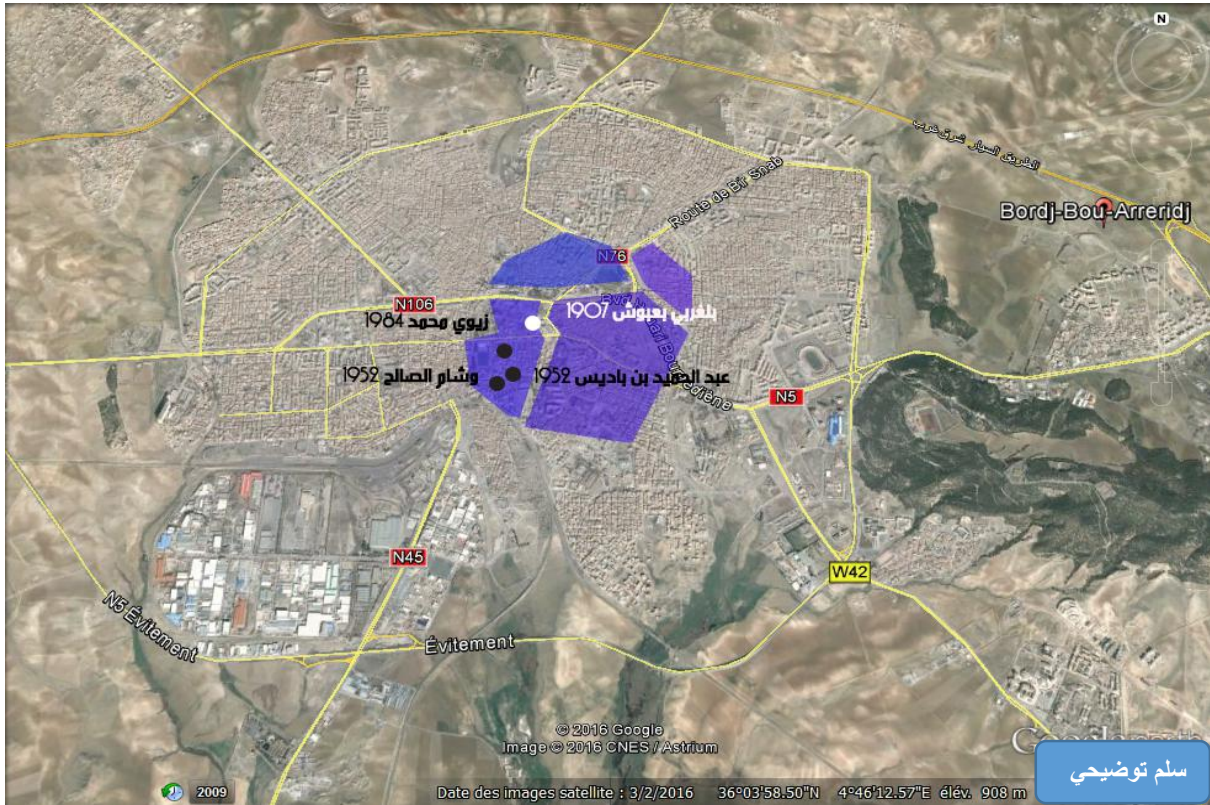 N
الطريق السيار شرق غرب
Route de Bir Snab
Bordj-Bou-Arreridj
N76
N106
بلغربي بعبوش 1907
زيوي محمد 1984
وشام الصالح 1952
عبد الحميد بن باديس 1952
N5
N45
W42
N5 Évitement
Évitement
© 2016 Google
Image © 2016 CNES / Astrium
سلم توضيحي
2009
Date des images satellite : 3/2/2016 36°03'58.50"N 4°46'12.57"E élév. 908 m